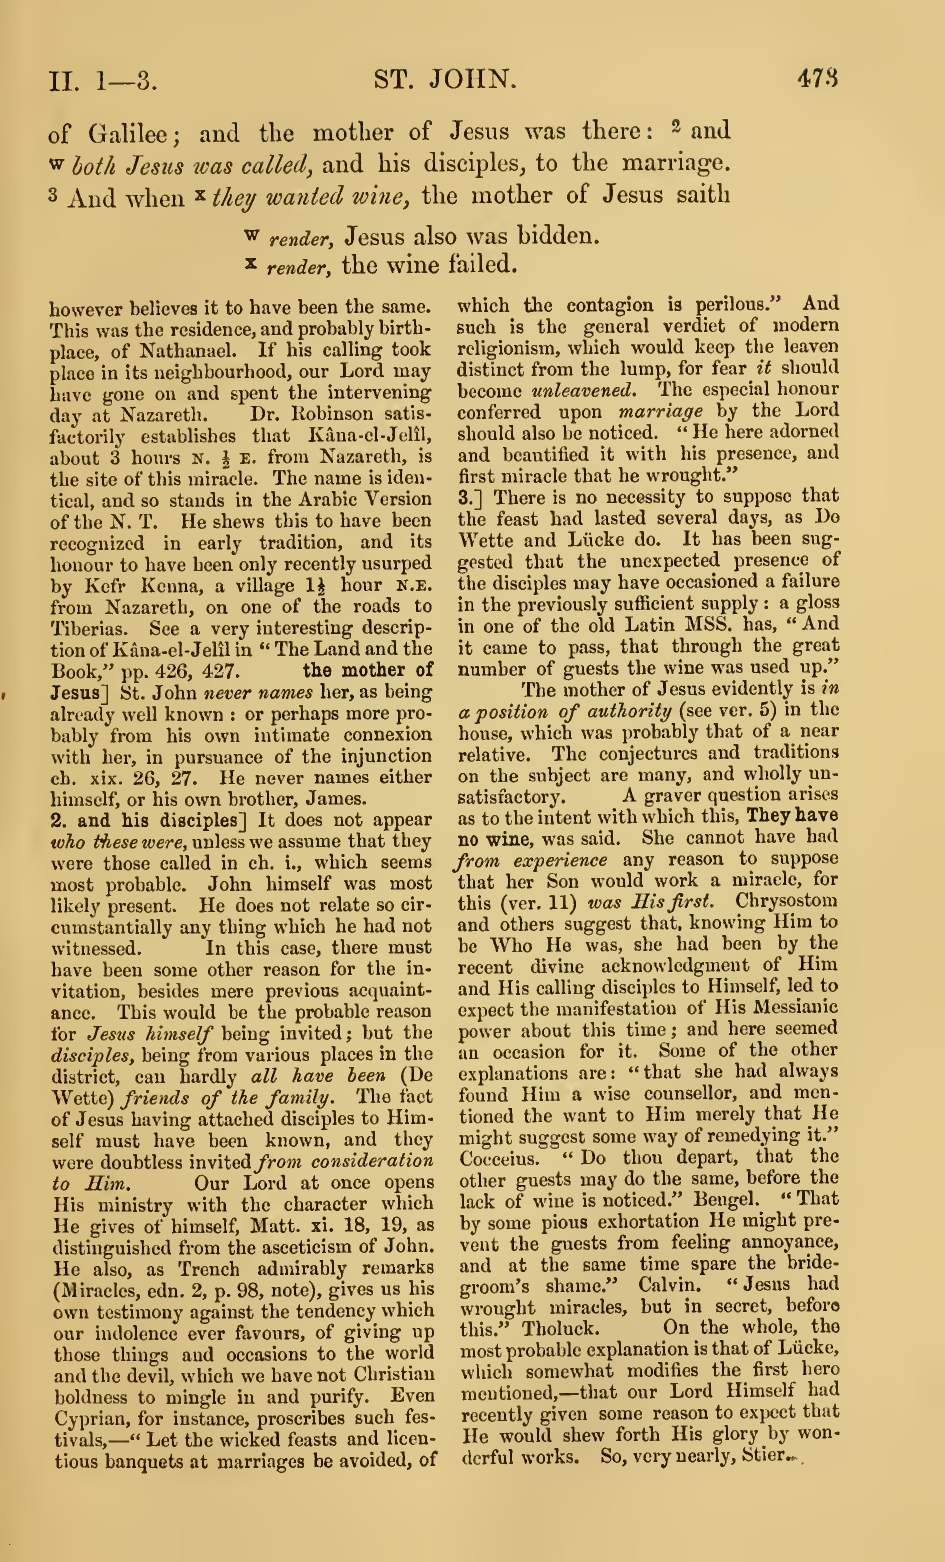 II. 1—3.
ST. JOHN.
473
of Galilee; and the mother of Jesus was there: 2 and
w both Jesus was called, and his disciples, to the marriage.
3 And when x they wanted wine, the mother of Jesus saith
w render, Jesus also was bidden.
x render, the wine failed.
however believes it to have been the same.
This was the residence, and probably birth-
place, of Nathanael. If his calling took
place in its neighbourhood, our Lord may
have gone on and spent the intervening
day at Nazareth. Dr. Robinson satis-
factorily establishes that Kâna-el-Jelîl,
about 3 hours N. ½ E. from Nazareth, is
the site of this miracle. The name is iden-
tical, and so stands in the Arabic Version
of the N. T. He shews this to have been
recognized in early tradition, and its
honour to have been only recently usurped
by Kefr Kenna, a village 1½ hour N.E.
from Nazareth, on one of the roads to
Tiberias. See a very interesting descrip-
tion of Kâna-el-Jelîl in “The Land and the
Book,” pp. 426, 427. the mother of
Jesus] St. John never names her, as being
already well known: or perhaps more pro-
bably from his own intimate connexion
with her, in pursuance of the injunction
ch. xix. 26, 27. He never names either
himself, or his own brother, James.
2. and his disciples] It does not appear
who these were, unless we assume that they
were those called in ch. i., which seems
most probable. John himself was most
likely present. He does not relate so cir-
cumstantially any thing which he had not
witnessed. In this case, there must
have been some other reason for the in-
vitation, besides mere previous acquaint-
ance. This would be the probable reason
for Jesus himself being invited; but the
disciples, being from various places in the
district, can hardly all have been (De
Wette) friends of the family. The fact
of Jesus having attached disciples to Him-
self must have been known, and they
were doubtless invited from consideration
to Him. Our Lord at once opens
His ministry with the character which
He gives of himself, Matt. xi. 18, 19, as
distinguished from the asceticism of John.
He also, as Trench admirably remarks
(Miracles, edn. 2, p. 98, note), gives us his
own testimony against the tendency which
our indolence ever favours, of giving up
those things and occasions to the world
and the devil, which we have not Christian
boldness to mingle in and purify. Even
Cyprian, for instance, proscribes such fes-
tivals,—“Let the wicked feasts and licen-
tious banquets at marriages be avoided, of
which the contagion is perilous.” And
such is the general verdict of modern
religionism, which would keep the leaven
distinct from the lump, for fear it should
become unleavened. The especial honour
conferred upon marriage by the Lord
should also be noticed. “He here adorned
and beautified it with his presence, and
first miracle that he wrought.”
3.] There is no necessity to suppose that
the feast had lasted several days, as De
Wette and Lücke do. It has been sug-
gested that the unexpected presence of
the disciples may have occasioned a failure
in the previously sufficient supply: a gloss
in one of the old Latin MSS. has, “And
it came to pass, that through the great
number of guests the wine was used up.”
The mother of Jesus evidently is in
a position of authority (see ver. 5) in the
house, which was probably that of a near
relative. The conjectures and traditions
on the subject are many, and wholly un-
satisfactory. A graver question arises
as to the intent with which this, They have
no wine, was said. She cannot have had
from experience any reason to suppose
that her Son would work a miracle, for
this (ver. 11) was His first. Chrysostom
and others suggest that, knowing Him to
be Who He was, she had been by the
recent divine acknowledgment of Him
and His calling disciples to Himself, led to
expect the manifestation of His Messianic
power about this time; and here seemed
an occasion for it. Some of the other
explanations are: “that she had always
found Him a wise counsellor, and men-
tioned the want to Him merely that He
might suggest some way of remedying it.”
Cocceius. “Do thou depart, that the
other guests may do the same, before the
lack of wine is noticed.” Bengel. “That
by some pious exhortation He might pre-
vent the guests from feeling annoyance,
and at the same time spare the bride-
groom's shame.” Calvin. “Jesus had
wrought miracles, but in secret, before
this.” Tholuck. On the whole, the
most probable explanation is that of Lücke,
which somewhat modifies the first here
mentioned,—that our Lord Himself had
recently given some reason to expect that
He would shew forth His glory by won-
derful works. So, very nearly, Stier.